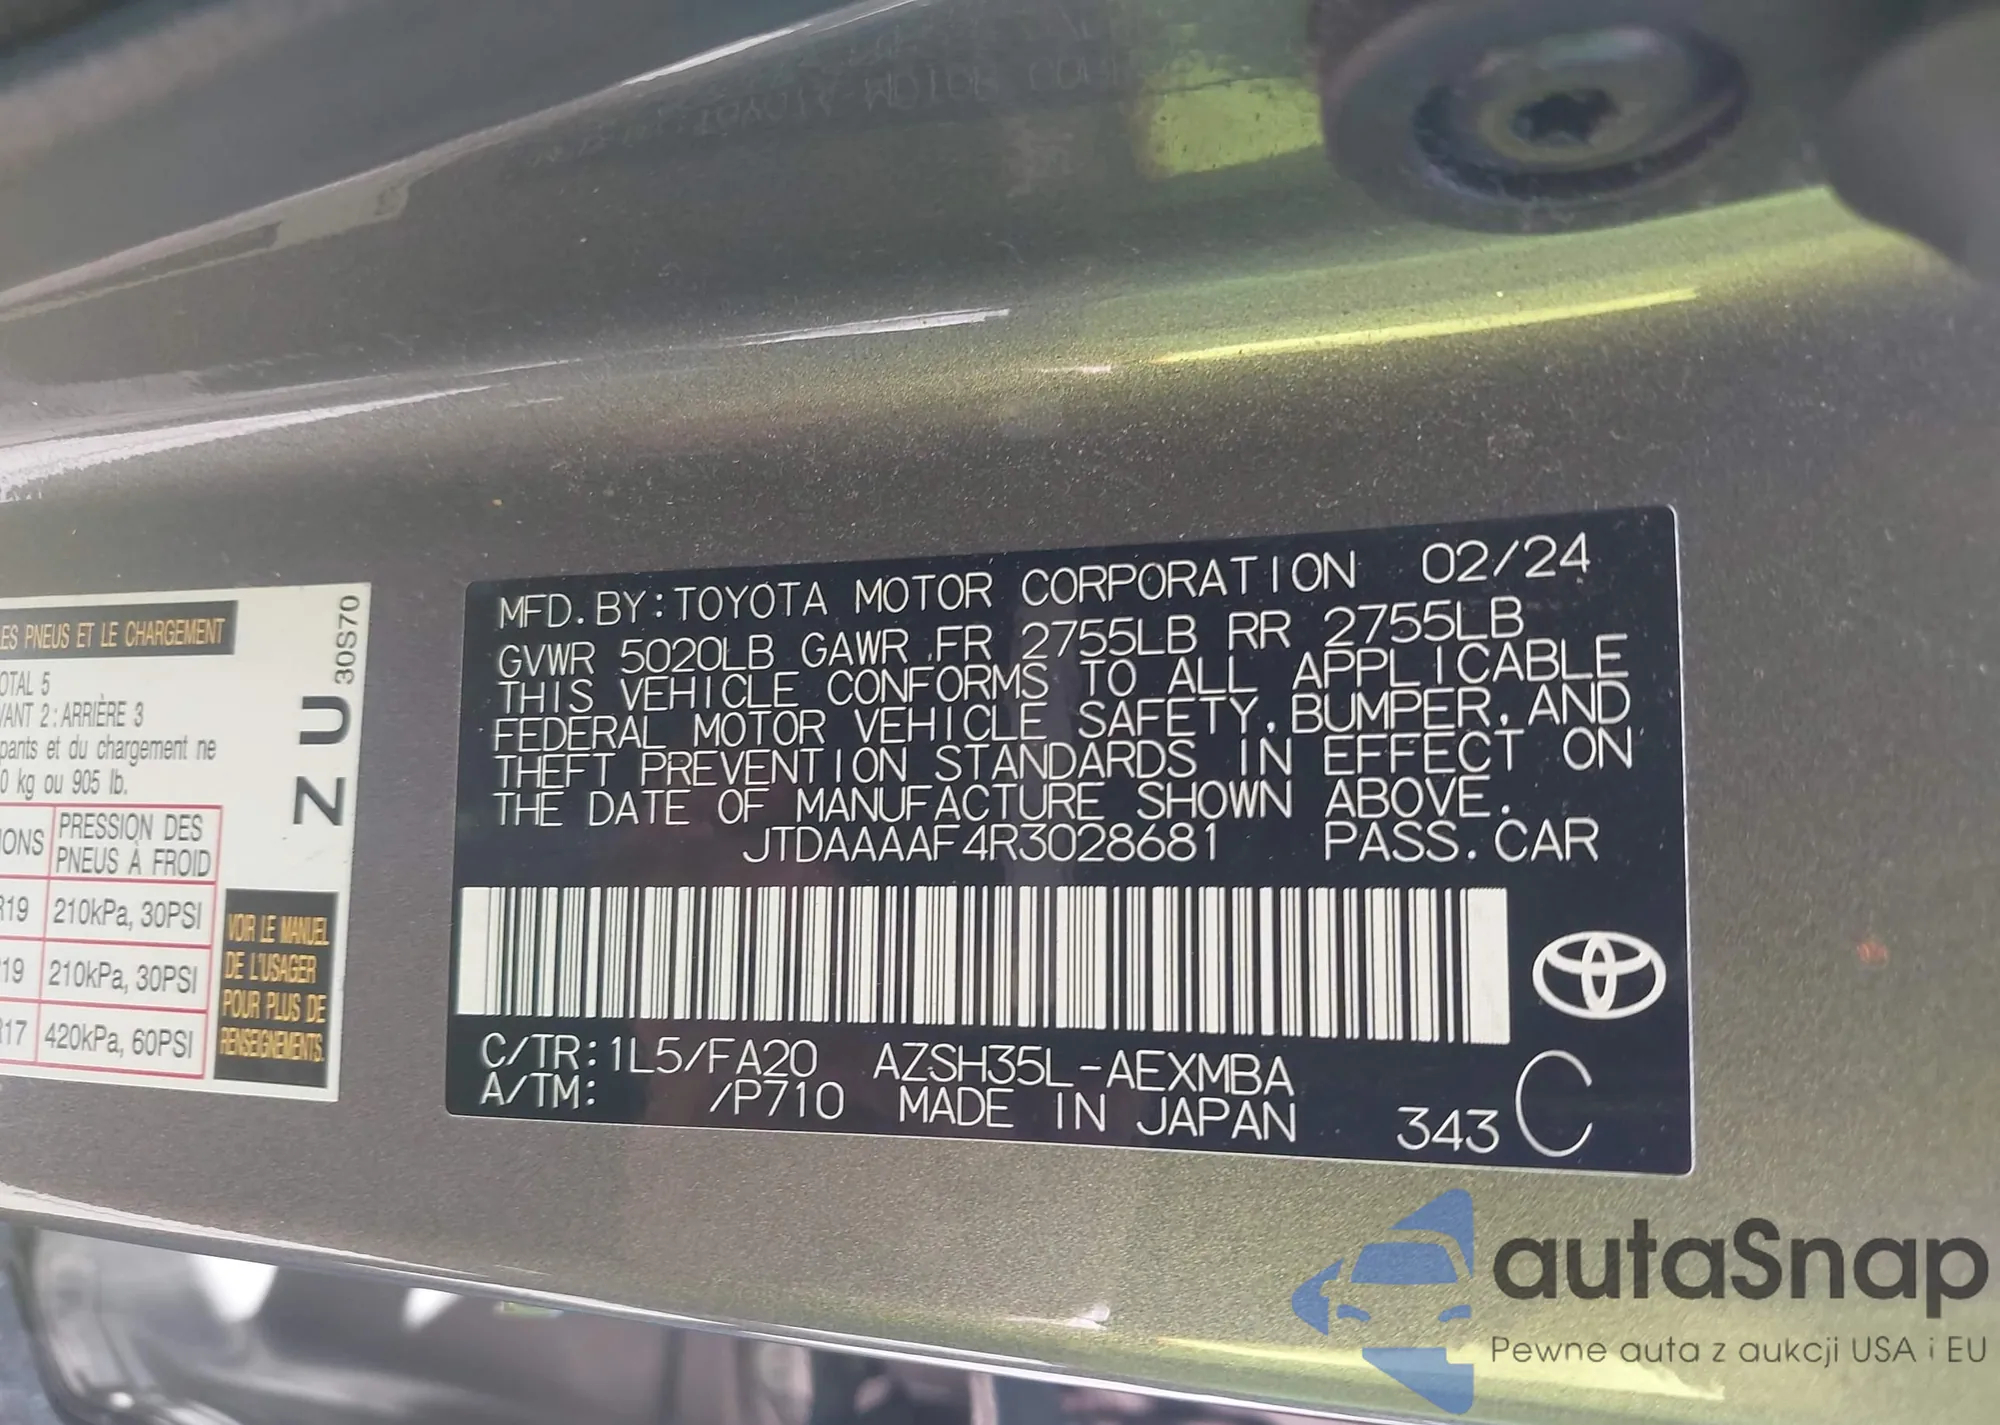 LES PNEUS ET LE CHARGEMENT
OTAL 5
VANT 2 : ARRIÈRE 3
pants et du chargement ne
0 kg ou 905 lb.
IONS PRESSION DES
PNEUS À FROID
R19 210kPa, 30PSI
19 210kPa, 30PSI
R17 420kPa, 60PSI
Z U 30S70
VOIR LE MANUEL
DE L'USAGER
POUR PLUS DE
RENSEIGNEMENTS.
MFD. BY: TOYOTA MOTOR CORPORATION 02/24
GVWR 5020LB GAWR FR 2755LB RR 2755LB
THIS VEHICLE CONFORMS TO ALL APPLICABLE
FEDERAL MOTOR VEHICLE SAFETY, BUMPER, AND
THEFT PREVENTION STANDARDS IN EFFECT ON
THE DATE OF MANUFACTURE SHOWN ABOVE.
JTDAAAAF4R3028681 PASS. CAR
C/TR: 1L5/FA20 AZSH35L-AEXMBA
A/TM: /P710 MADE IN JAPAN 343 C
autaSnap
Pewne auta z aukcji USA i EU